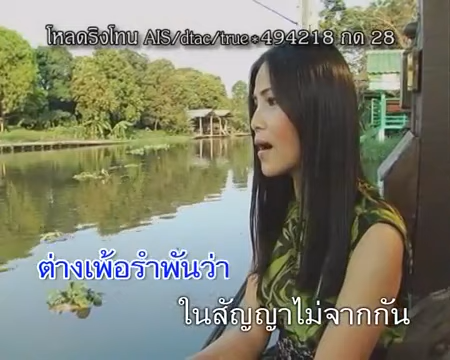 โหลดริงโทน AIS/dtac/true*494218 กด 28
ต่างเพ้อรำพันว่า
ในสัญญาไม่จากกัน